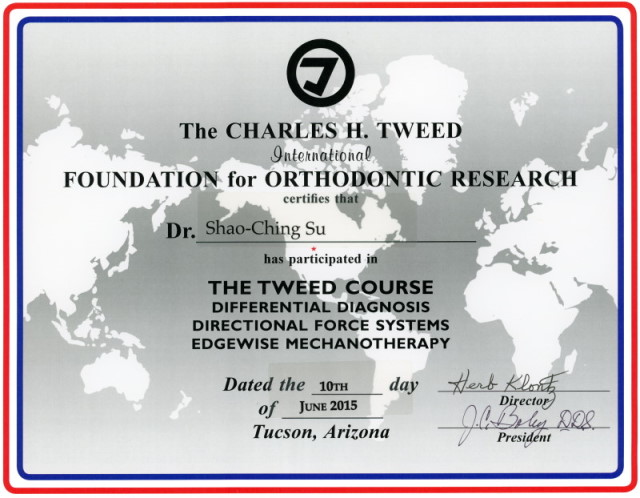 T
The CHARLES H. TWEED
International
FOUNDATION for ORTHODONTIC RESEARCH
certifies that
Dr. Shao-Ching Su
has participated in
THE TWEED COURSE
DIFFERENTIAL DIAGNOSIS
DIRECTIONAL FORCE SYSTEMS
EDGEWISE MECHANOTHERAPY
Dated the 10TH day
of JUNE 2015
Tucson, Arizona
Herb Klontz
Director
J.C. Boley D.D.S.
President